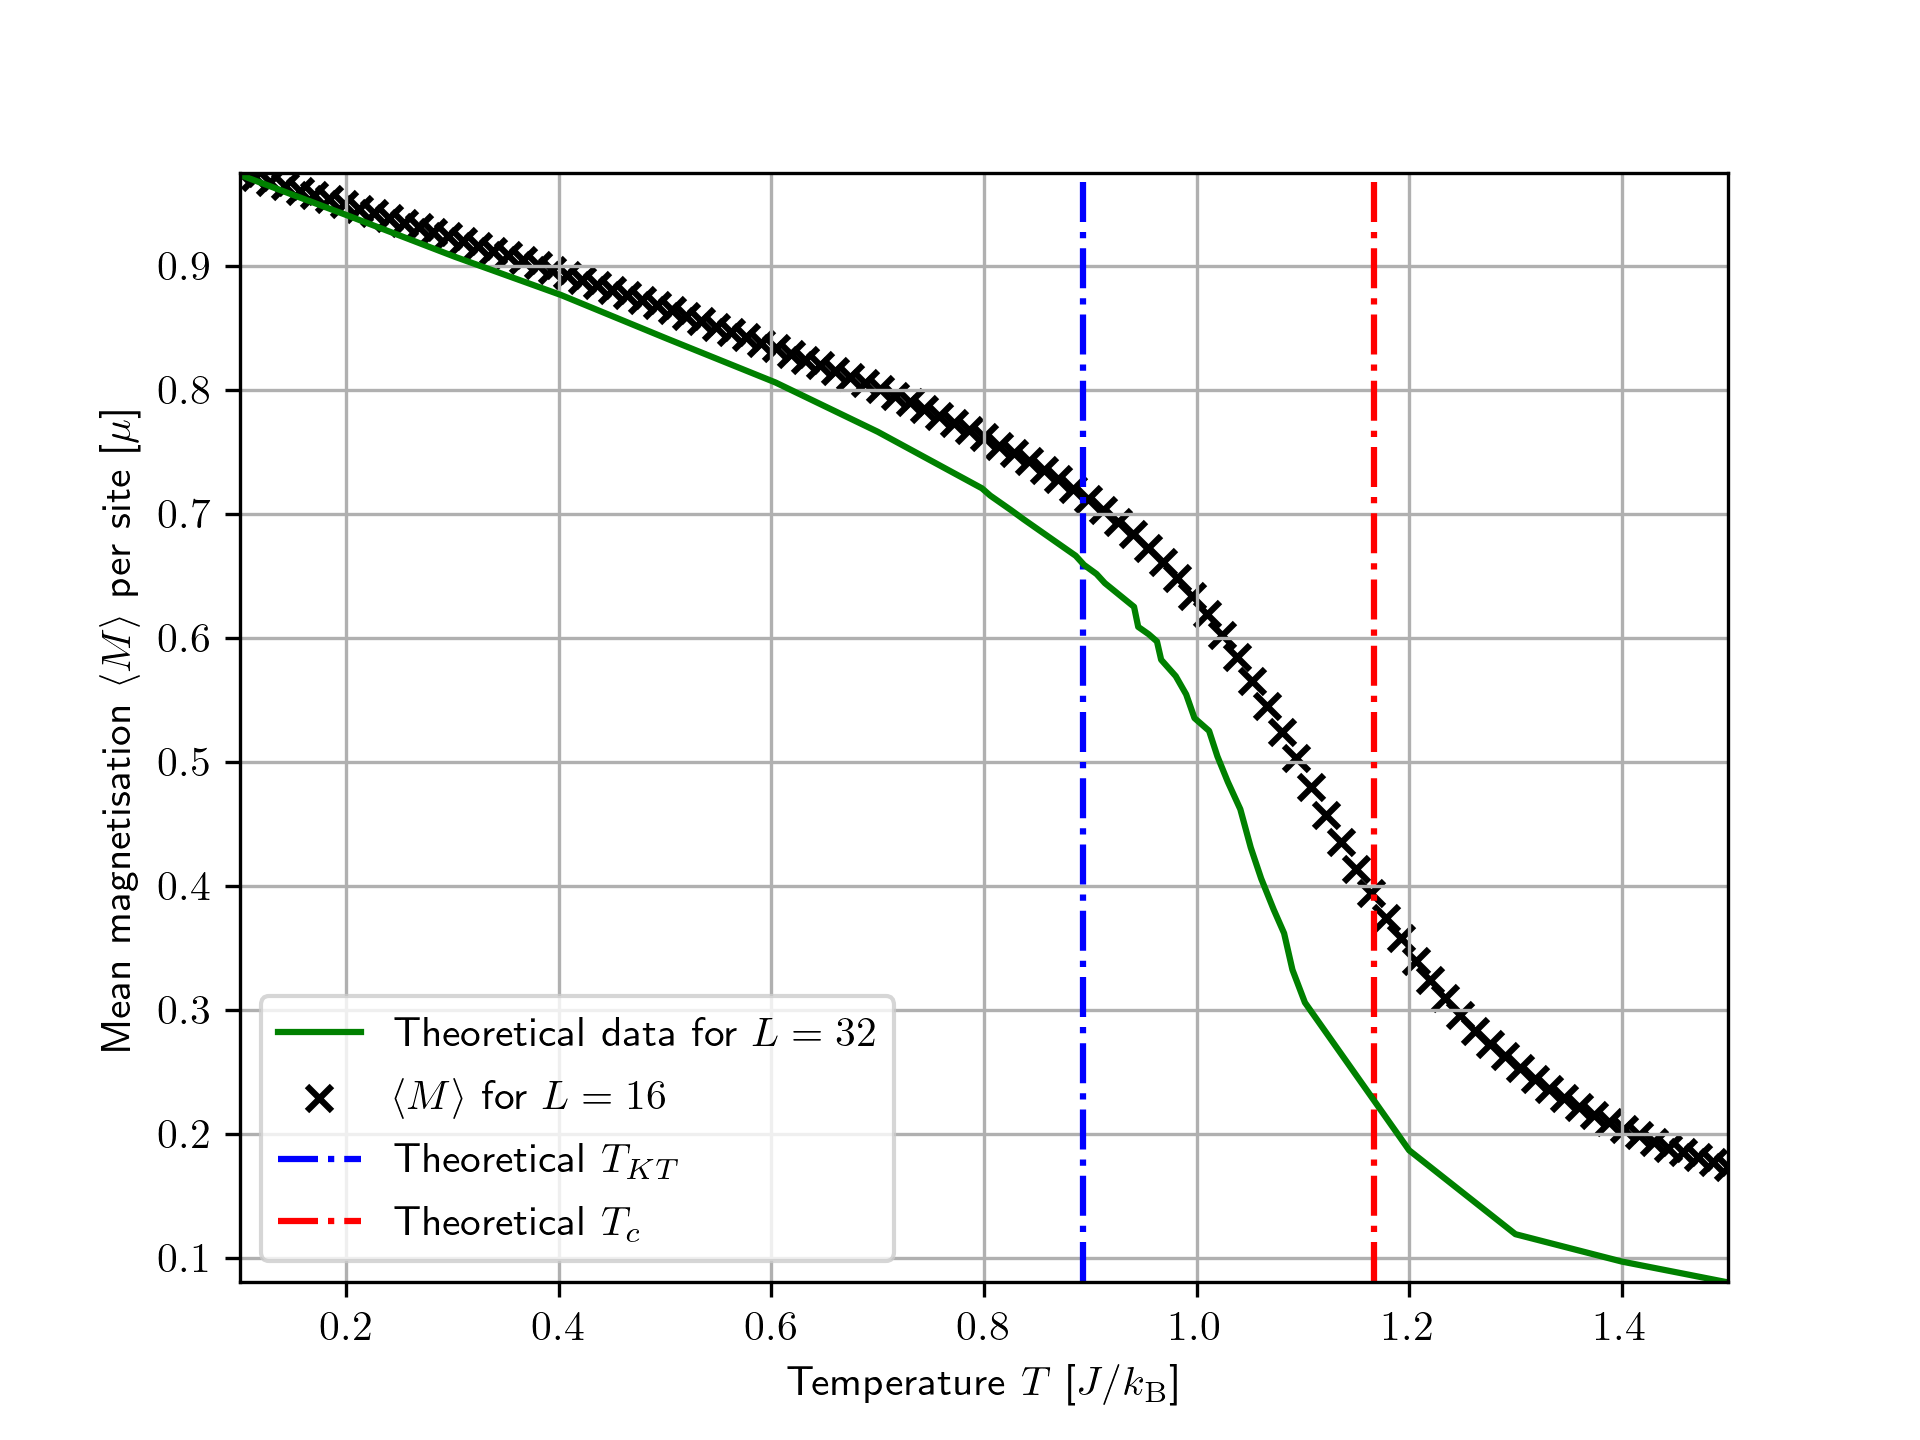 0.9
0.8
0.7
0.6
0.5
0.4
0.3
0.2
0.1
Mean magnetisation ⟨M⟩ per site [μ]
Theoretical data for L = 32
⟨M⟩ for L = 16
Theoretical T_{KT}
Theoretical T_c
0.2 0.4 0.6 0.8 1.0 1.2 1.4
Temperature T [J/k_B]